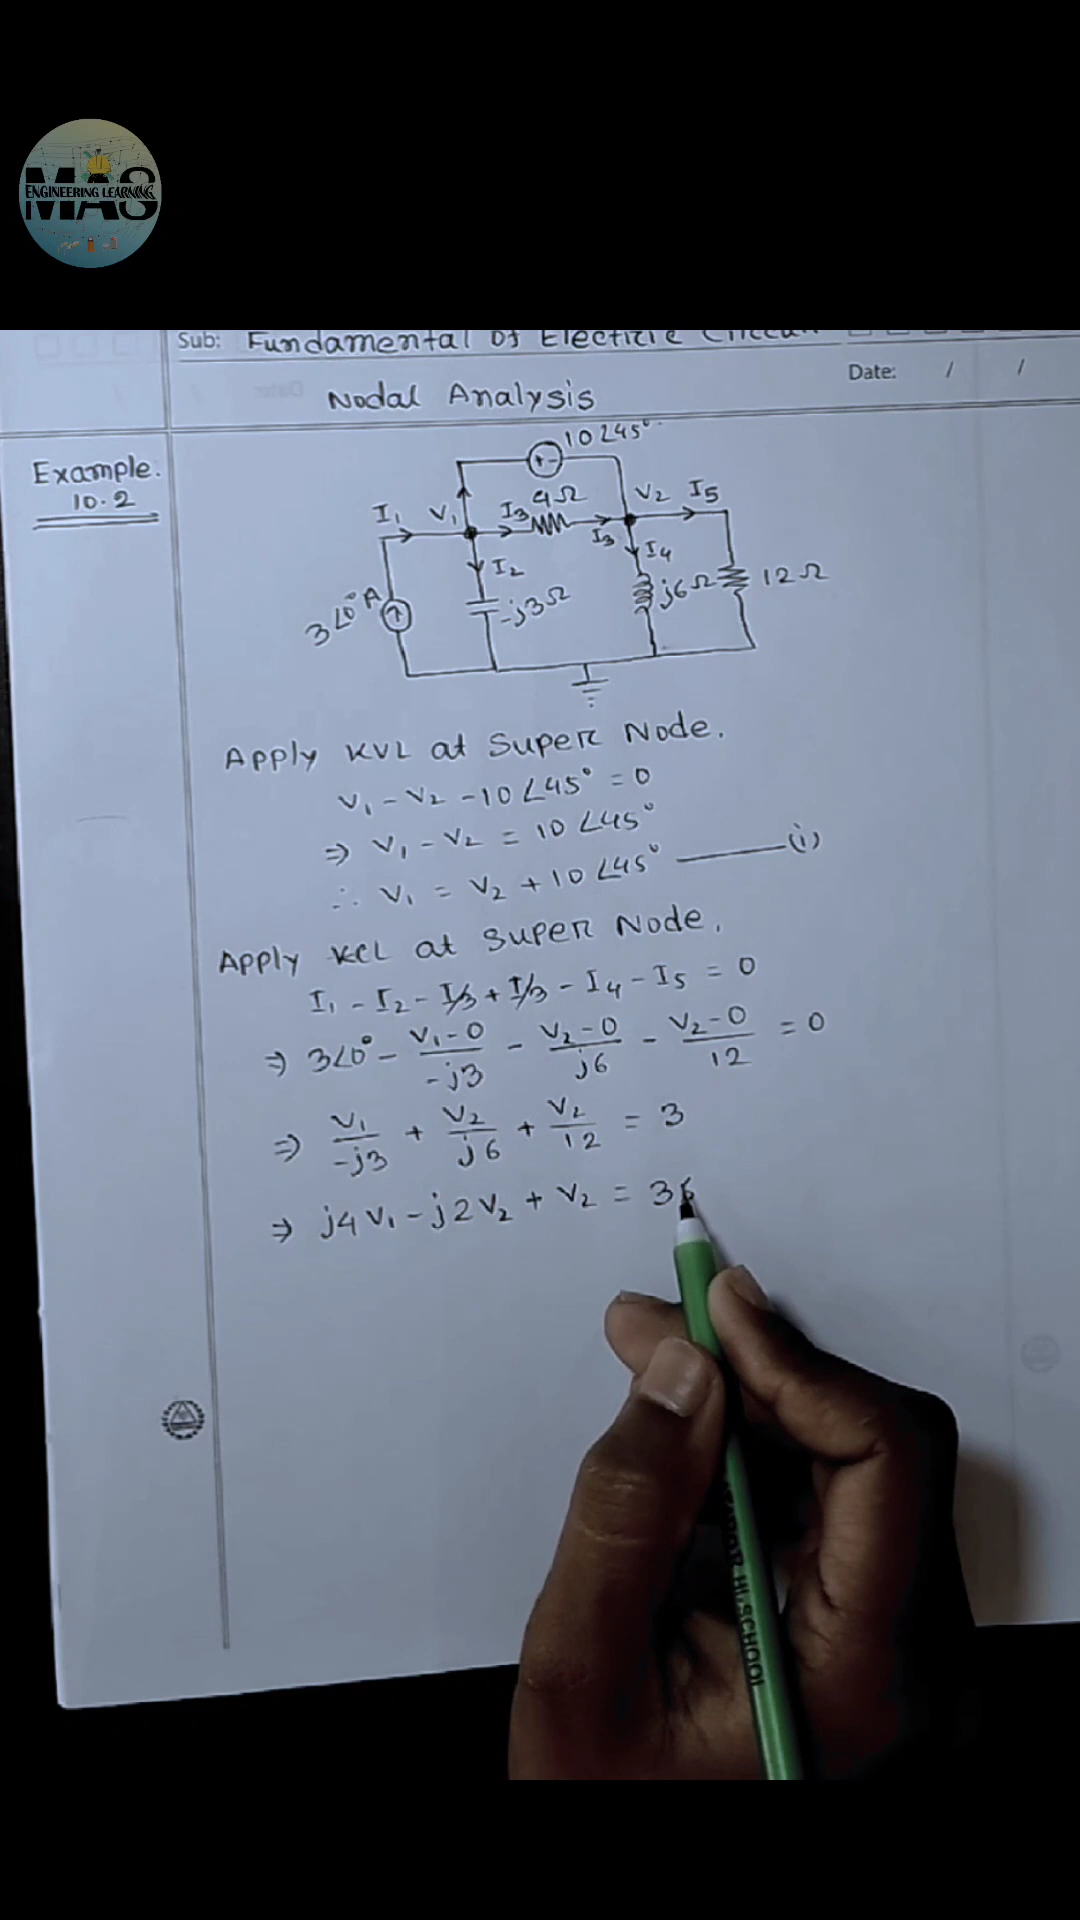 MAS
ENGINEERING LEARNING
Sub: Fundamental of Electric Circuit
Date: / /
Nodal Analysis
Example.
10.2
10∠45°
I₁ V₁ I₃ 4Ω V₂ I₅
I₃ I₄
I₂
3∠0° A -j3Ω j6Ω 12Ω
Apply KVL at Super Node.
V₁ - V₂ - 10∠45° = 0
⇒ V₁ - V₂ = 10∠45°
∴ V₁ = V₂ + 10∠45° ——— (i)
Apply KCL at Super Node.
I₁ - I₂ - I₃ + I₃ - I₄ - I₅ = 0
⇒ 3∠0° - (V₁-0)/(-j3) - (V₂-0)/(j6) - (V₂-0)/12 = 0
⇒ V₁/(-j3) + V₂/(j6) + V₂/12 = 3
⇒ j4V₁ - j2V₂ + V₂ = 36
HI-SCHOOL